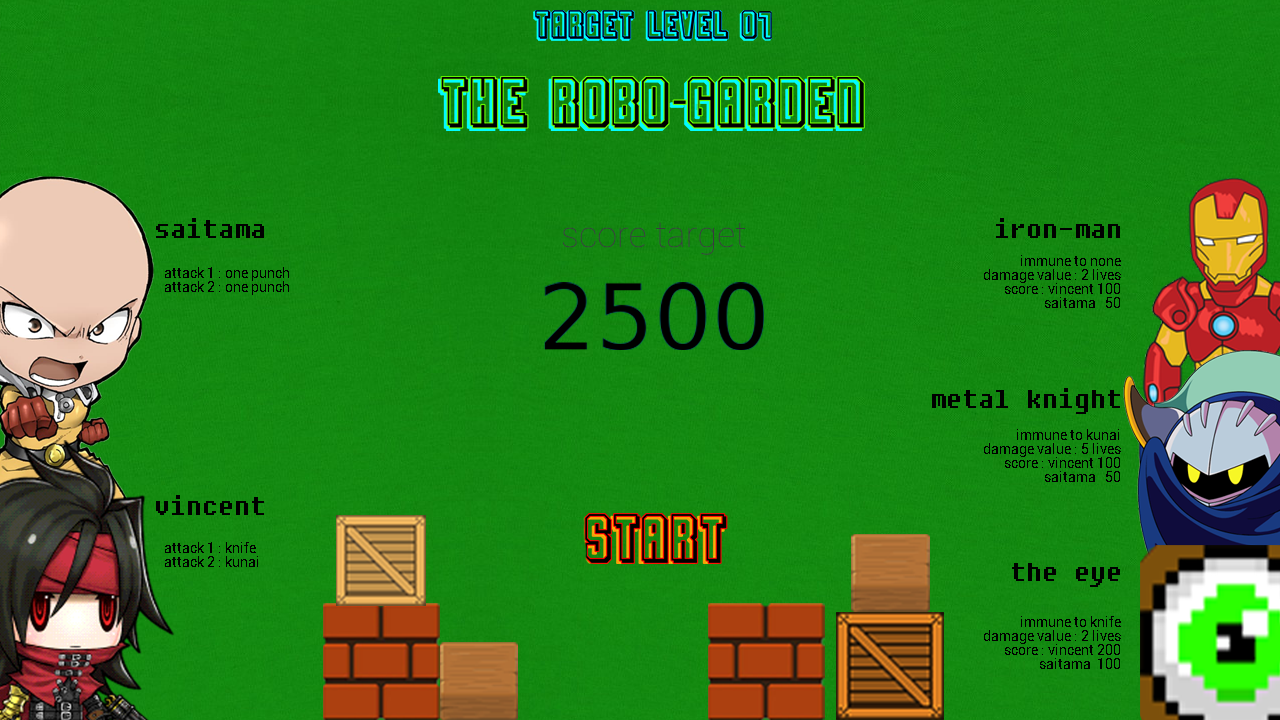 TARGET LEVEL 01
THE ROBO-GARDEN
saitama
attack 1 : one punch
attack 2 : one punch
vincent
attack 1 : knife
attack 2 : kunai
score target
2500
START
iron-man
immune to none
damage value : 2 lives
score : vincent 100
saitama 50
metal knight
immune to kunai
damage value : 5 lives
score : vincent 100
saitama 50
the eye
immune to knife
damage value : 2 lives
score : vincent 200
saitama 100